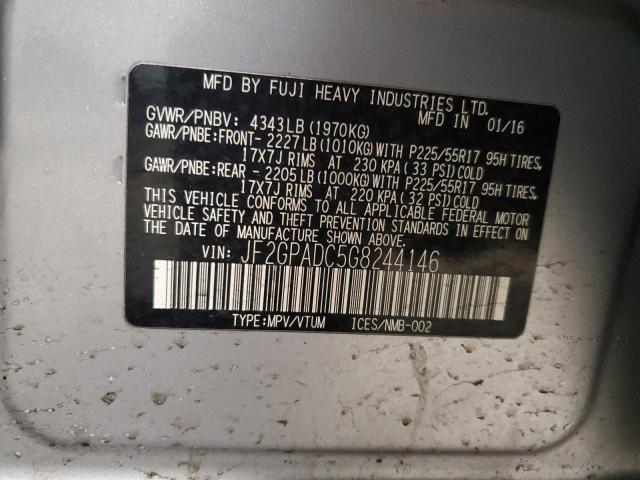 MFD BY FUJI HEAVY INDUSTRIES LTD.
GVWR/PNBV: 4343LB (1970KG) MFD IN 01/16
GAWR/PNBE:FRONT- 2227LB (1010KG) WITH P225/55R17 95H TIRES,
17X7J RIMS AT 230 KPA (33 PSI) COLD
GAWR/PNBE:REAR - 2205LB (1000KG) WITH P225/55R17 95H TIRES,
17X7J RIMS AT 220 KPA (32 PSI) COLD
THIS VEHICLE CONFORMS TO ALL APPLICABLE FEDERAL MOTOR
VEHICLE SAFETY AND THEFT PREVENTION STANDARDS IN EFFECT ON
THE DATE OF MANUFACTURE SHOWN ABOVE.
VIN: JF2GPADC5G8244146
TYPE:MPV/VTUM ICES/NMB-002